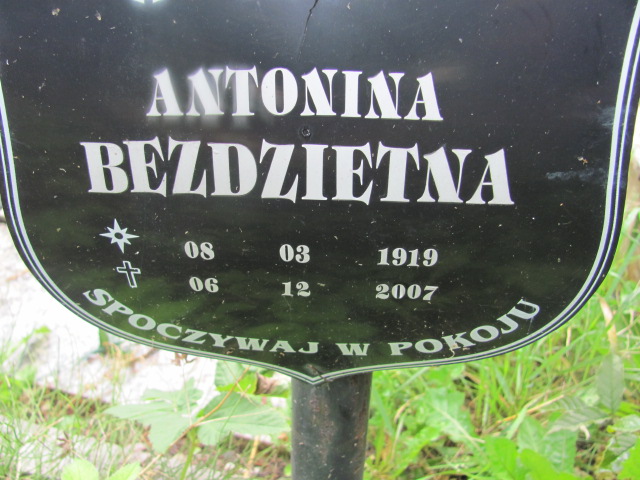 ANTONINA
BEZDZIETNA
08 03 1919
06 12 2007
SPOCZYWAJ W POKOJU